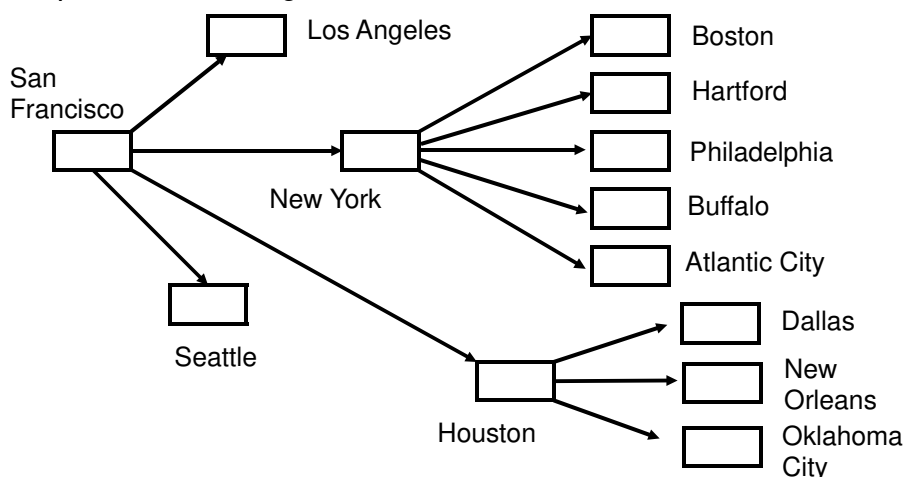 Los Angeles
Boston
San
Francisco
Hartford
Philadelphia
New York
Buffalo
Atlantic City
Dallas
Seattle
New
Orleans
Houston
Oklahoma
City